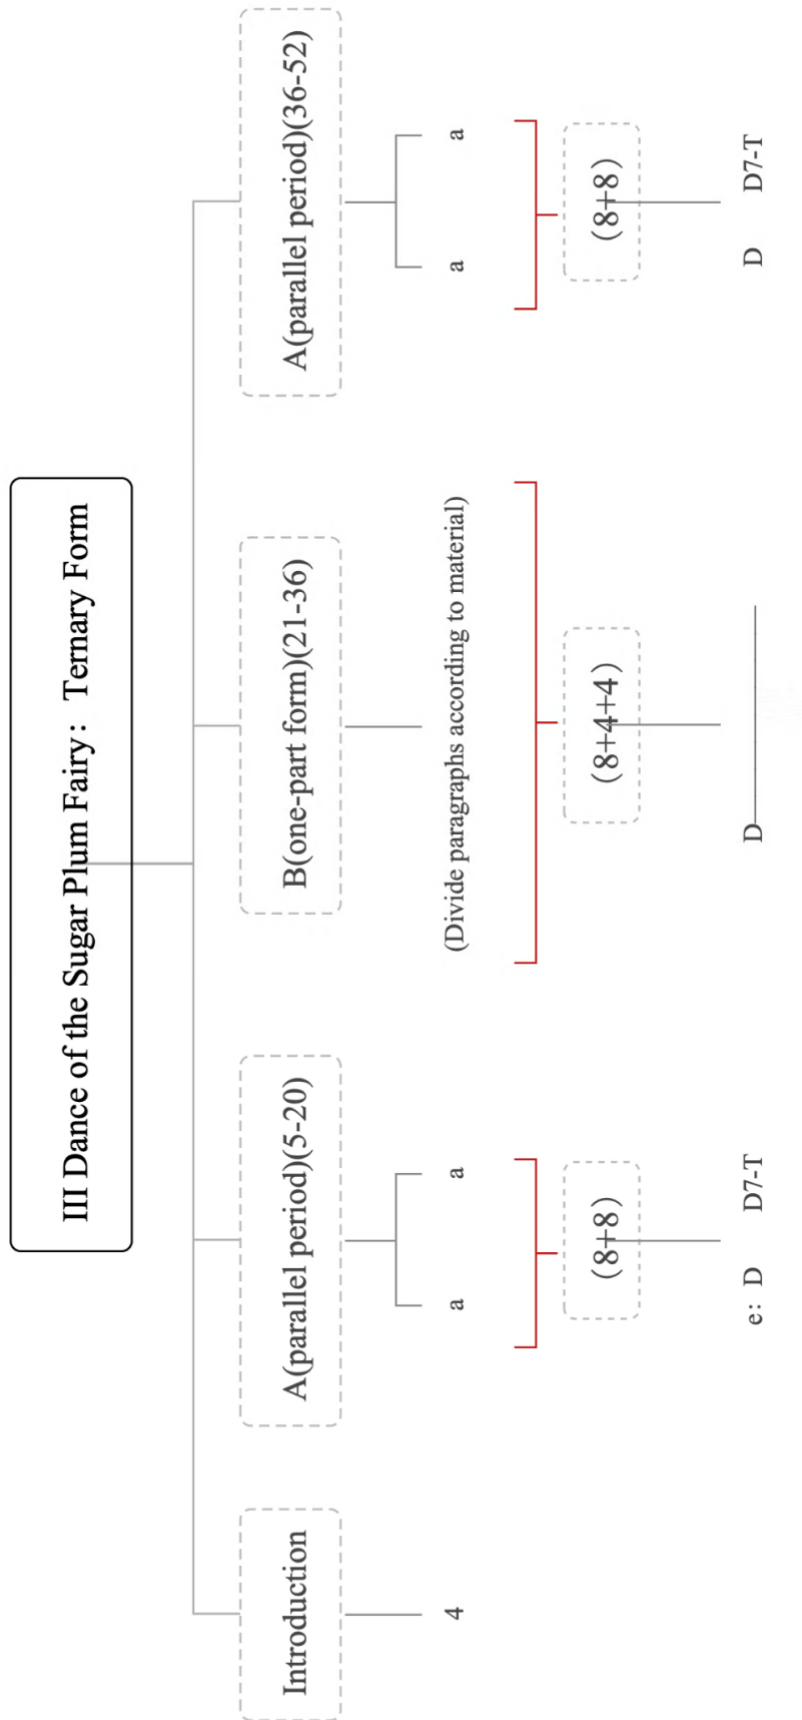 III Dance of the Sugar Plum Fairy： Ternary Form
Introduction
A(parallel period)(5-20)
B(one-part form)(21-36)
A(parallel period)(36-52)
4
a
a
(Divide paragraphs according to material)
a
a
(8+8)
(8+4+4)
(8+8)
e: D D7-T
D
D D7-T